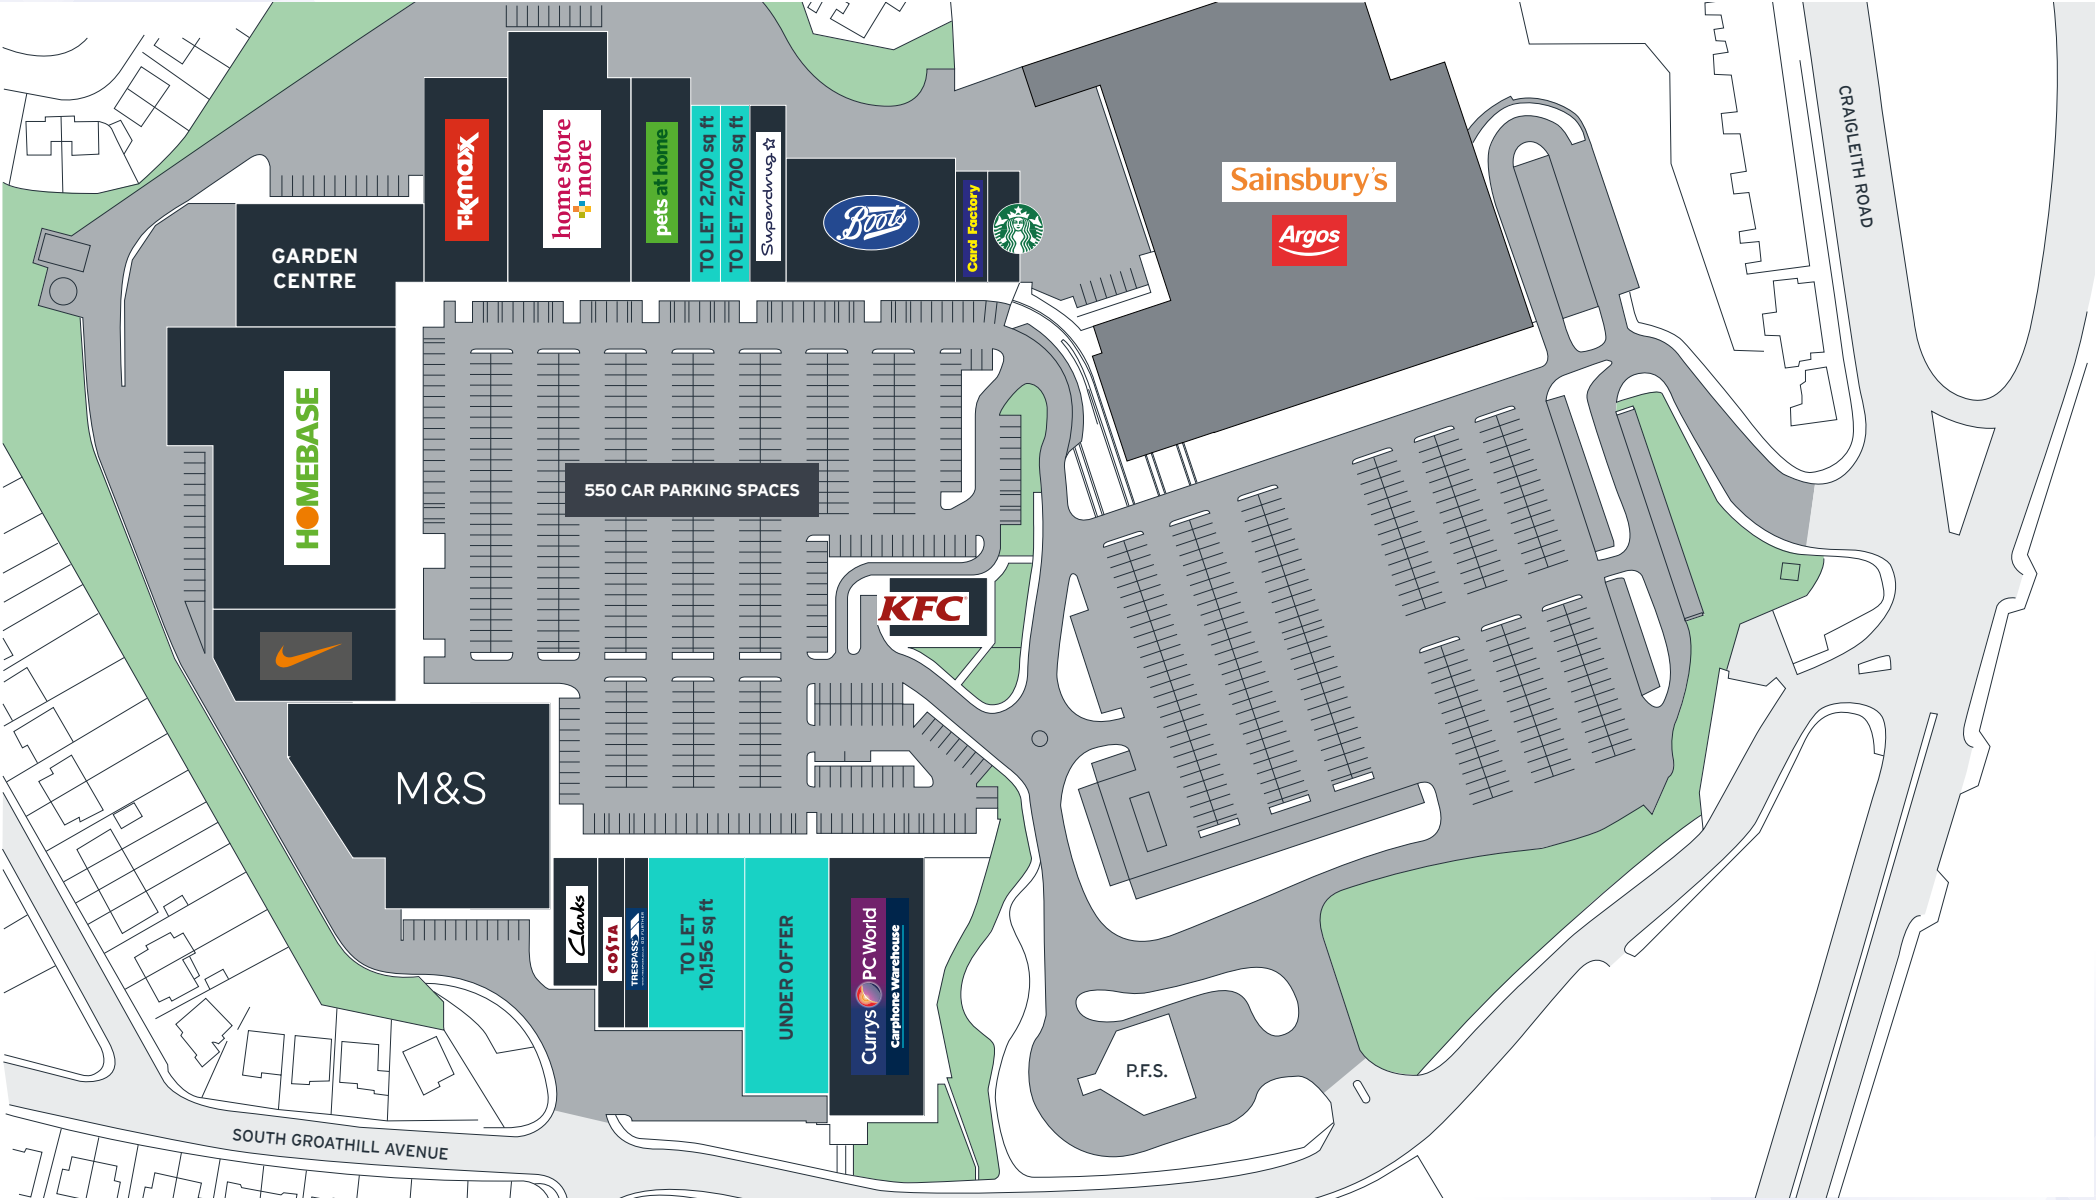 CRAIGLEITH ROAD
TK·maxx
home store
+more
pets at home
TO LET 2,700 sq ft
TO LET 2,700 sq ft
Superdrug
Boots
Card Factory
Sainsbury's
Argos
GARDEN
CENTRE
HOMEBASE
550 CAR PARKING SPACES
KFC
M&S
Clarks
COSTA
TRESPASS
TO LET
10,156 sq ft
UNDER OFFER
Currys PC World
Carphone Warehouse
P.F.S.
SOUTH GROATHILL AVENUE